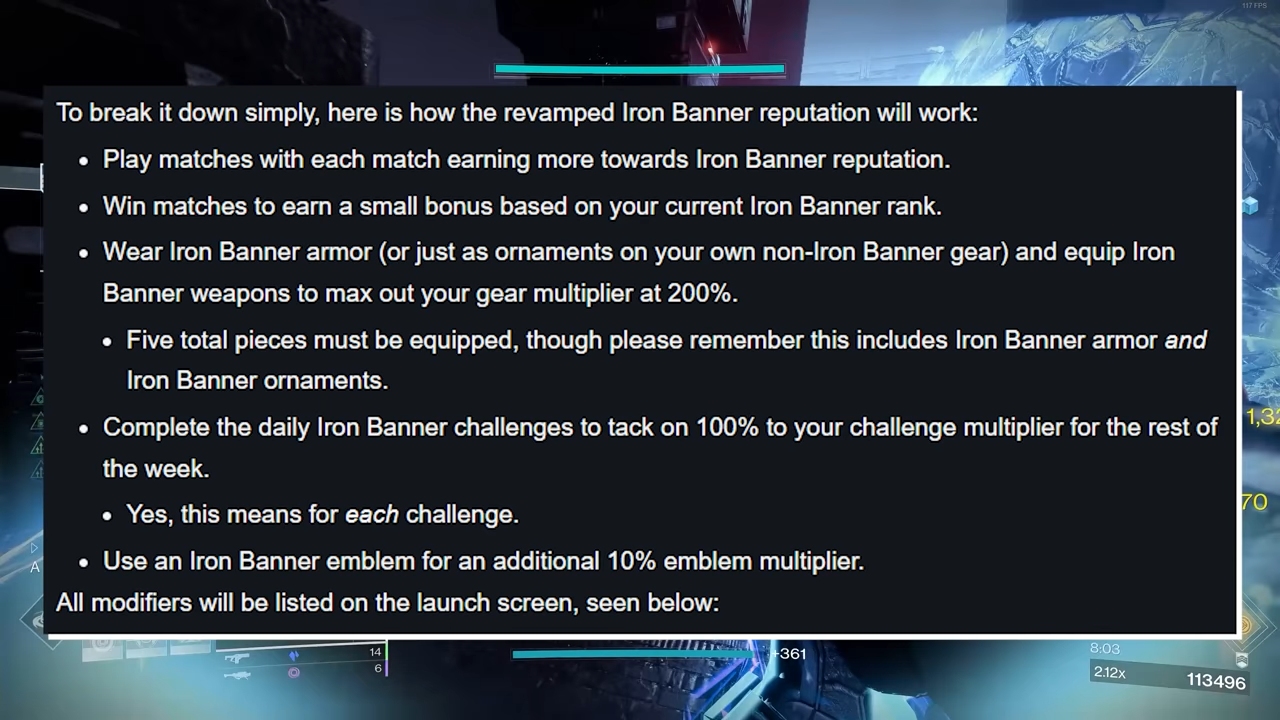 117 FPS
To break it down simply, here is how the revamped Iron Banner reputation will work:
• Play matches with each match earning more towards Iron Banner reputation.
• Win matches to earn a small bonus based on your current Iron Banner rank.
• Wear Iron Banner armor (or just as ornaments on your own non-Iron Banner gear) and equip Iron
Banner weapons to max out your gear multiplier at 200%.
• Five total pieces must be equipped, though please remember this includes Iron Banner armor and
Iron Banner ornaments.
• Complete the daily Iron Banner challenges to tack on 100% to your challenge multiplier for the rest of
the week.
• Yes, this means for each challenge.
• Use an Iron Banner emblem for an additional 10% emblem multiplier.
All modifiers will be listed on the launch screen, seen below:
1,32
70
A
14
6
+361
8:03
2.12x
113496